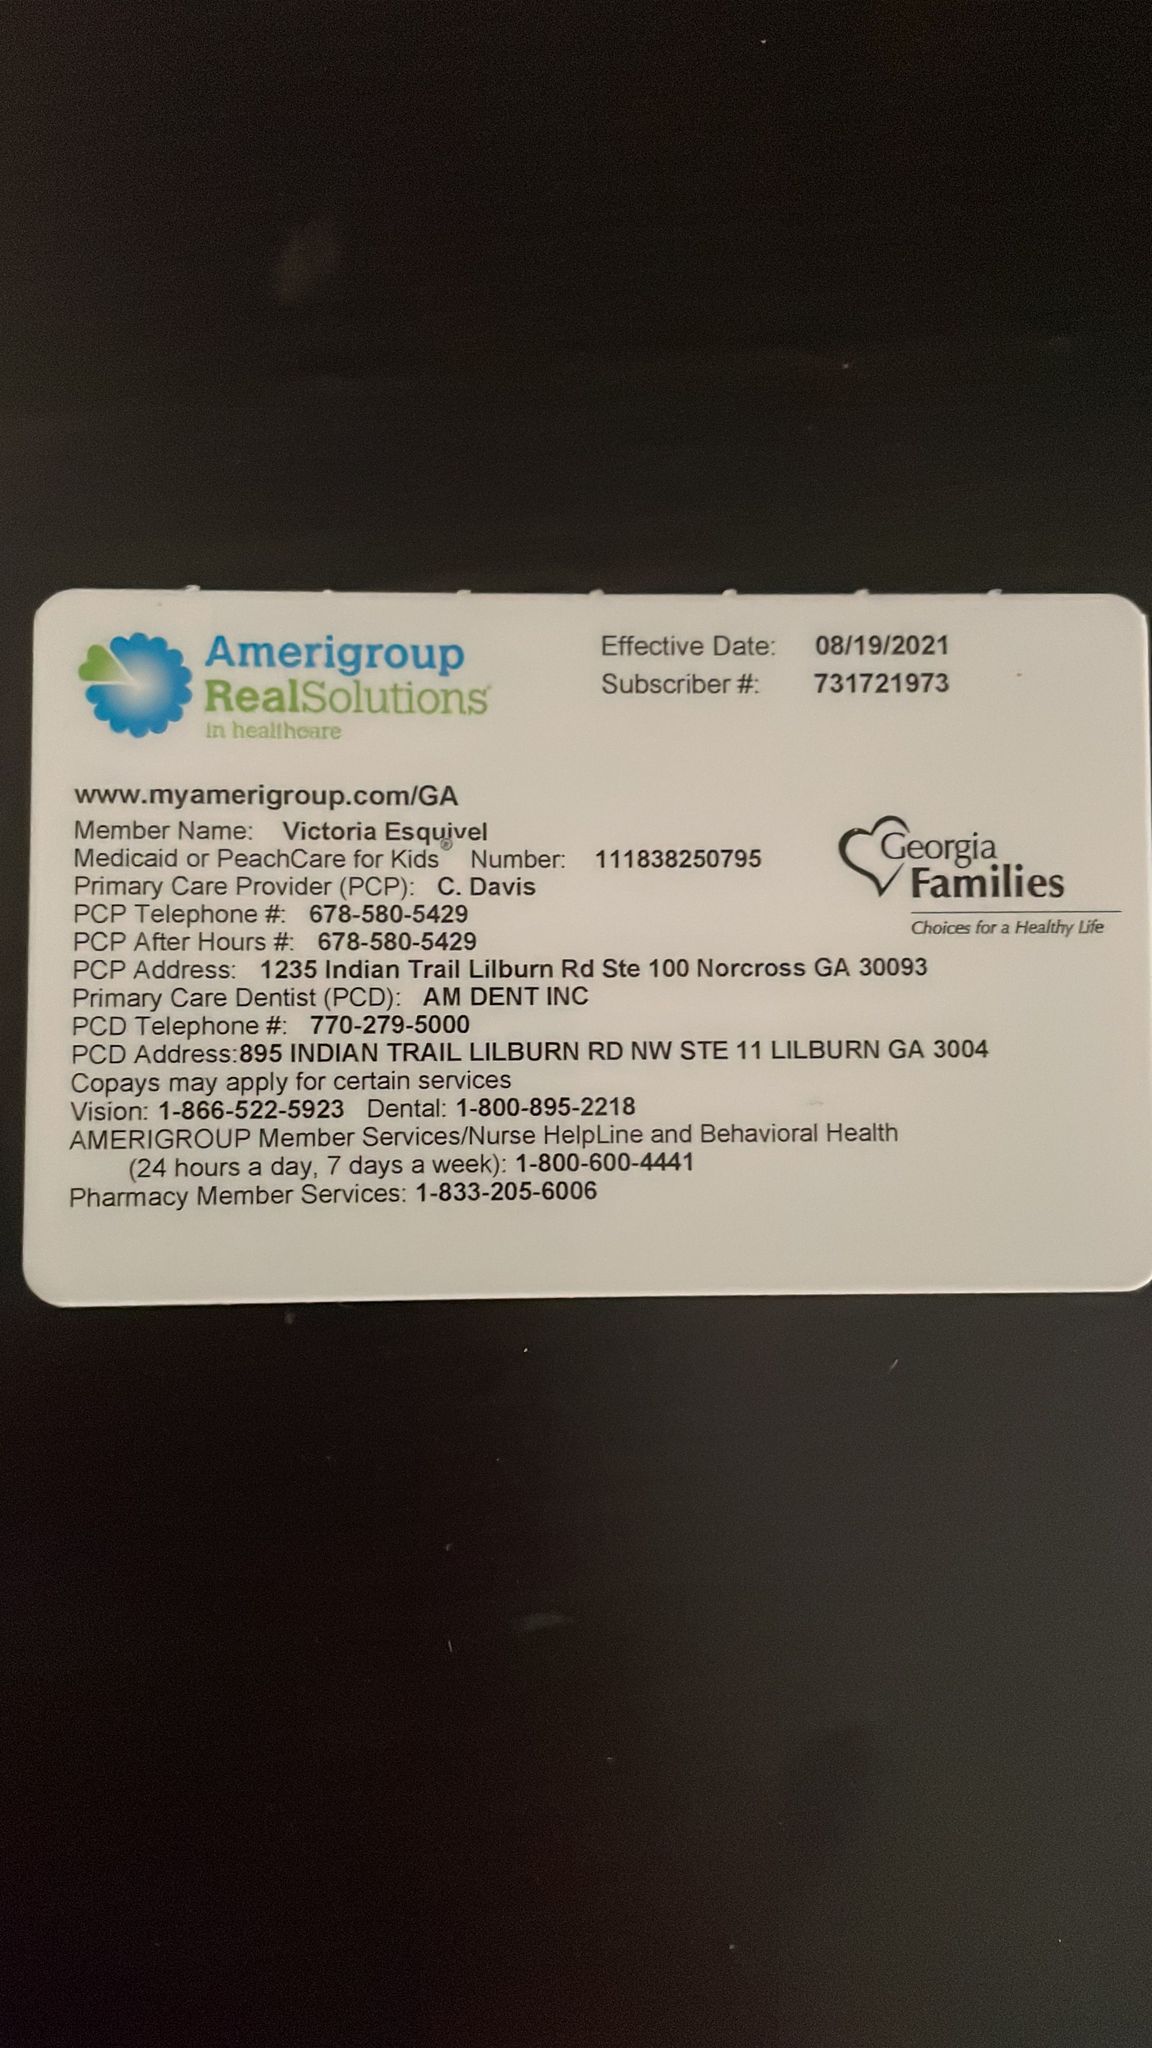 Amerigroup
RealSolutions®
in healthcare
Effective Date: 08/19/2021
Subscriber #: 731721973
www.myamerigroup.com/GA
Member Name: Victoria Esquivel
Medicaid or PeachCare for Kids® Number: 111838250795
Primary Care Provider (PCP): C. Davis
PCP Telephone #: 678-580-5429
PCP After Hours #: 678-580-5429
PCP Address: 1235 Indian Trail Lilburn Rd Ste 100 Norcross GA 30093
Primary Care Dentist (PCD): AM DENT INC
PCD Telephone #: 770-279-5000
PCD Address:895 INDIAN TRAIL LILBURN RD NW STE 11 LILBURN GA 3004
Copays may apply for certain services
Vision: 1-866-522-5923 Dental: 1-800-895-2218
AMERIGROUP Member Services/Nurse HelpLine and Behavioral Health
(24 hours a day, 7 days a week): 1-800-600-4441
Pharmacy Member Services: 1-833-205-6006
Georgia
Families
Choices for a Healthy Life